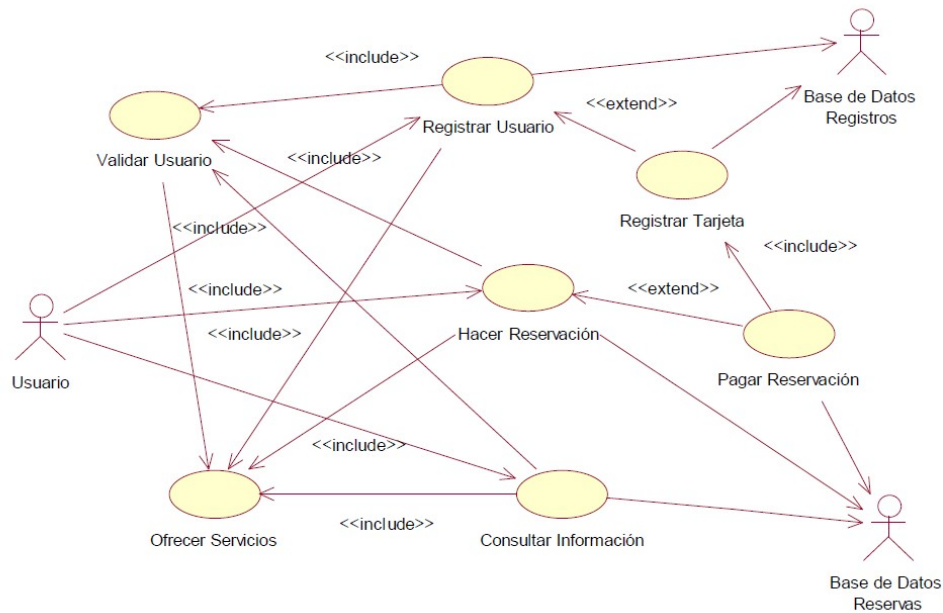 <<include>>
Base de Datos
Registros
<<extend>>
Registrar Usuario
Validar Usuario
<<include>>
Registrar Tarjeta
<<include>>
<<include>>
<<include>>
<<extend>>
<<include>>
Hacer Reservación
Usuario
Pagar Reservación
<<include>>
<<include>>
Ofrecer Servicios
Consultar Información
Base de Datos
Reservas